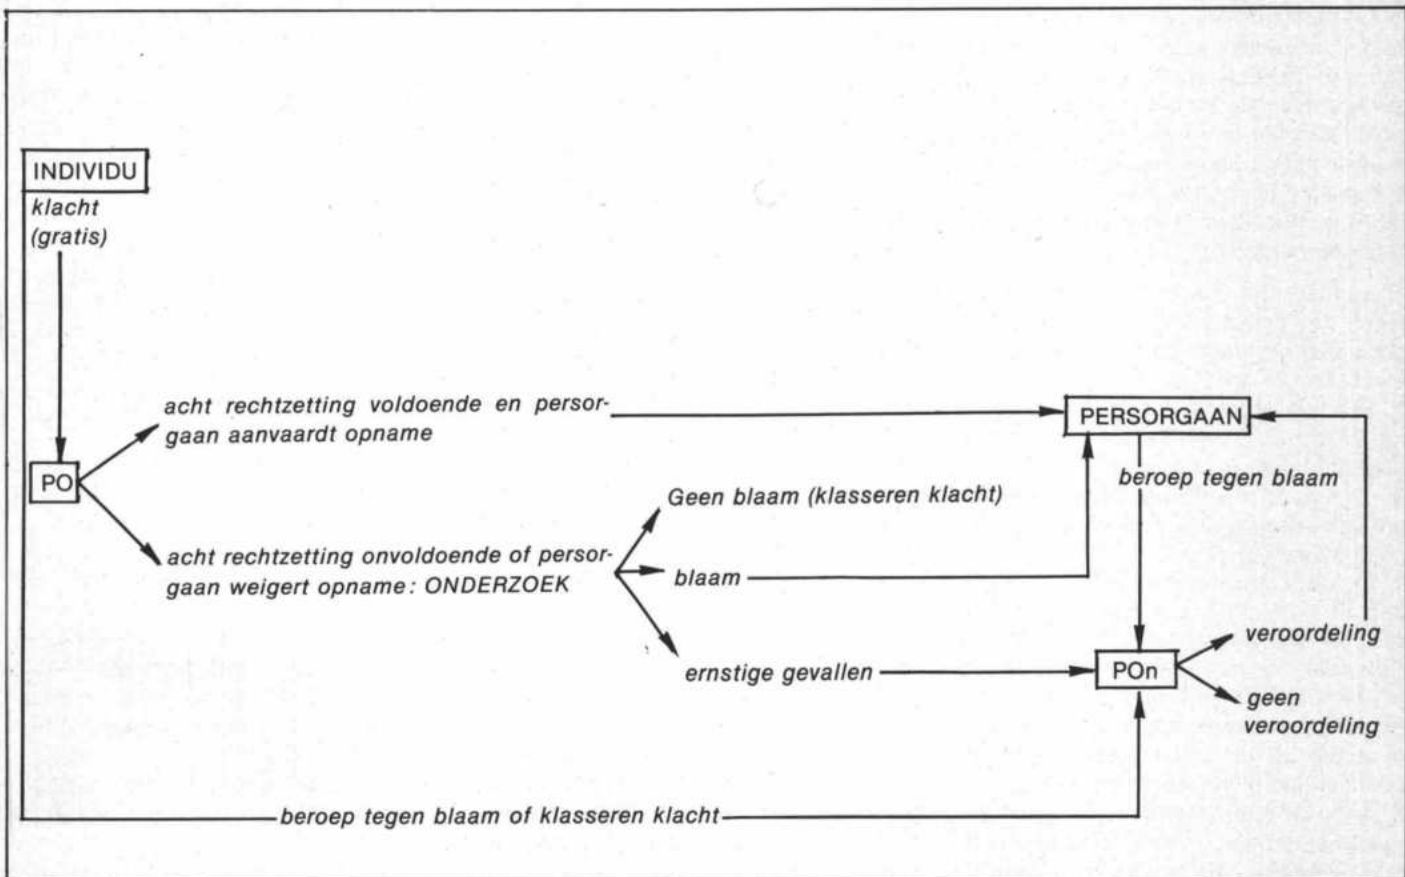 INDIVIDU
klacht
(gratis)
acht rechtzetting voldoende en persor-
gaan aanvaardt opname
PERSORGAAN
PO
beroep tegen blaam
Geen blaam (klasseren klacht)
acht rechtzetting onvoldoende of persor-
gaan weigert opname: ONDERZOEK
blaam
ernstige gevallen
POn
veroordeling
geen
veroordeling
beroep tegen blaam of klasseren klacht